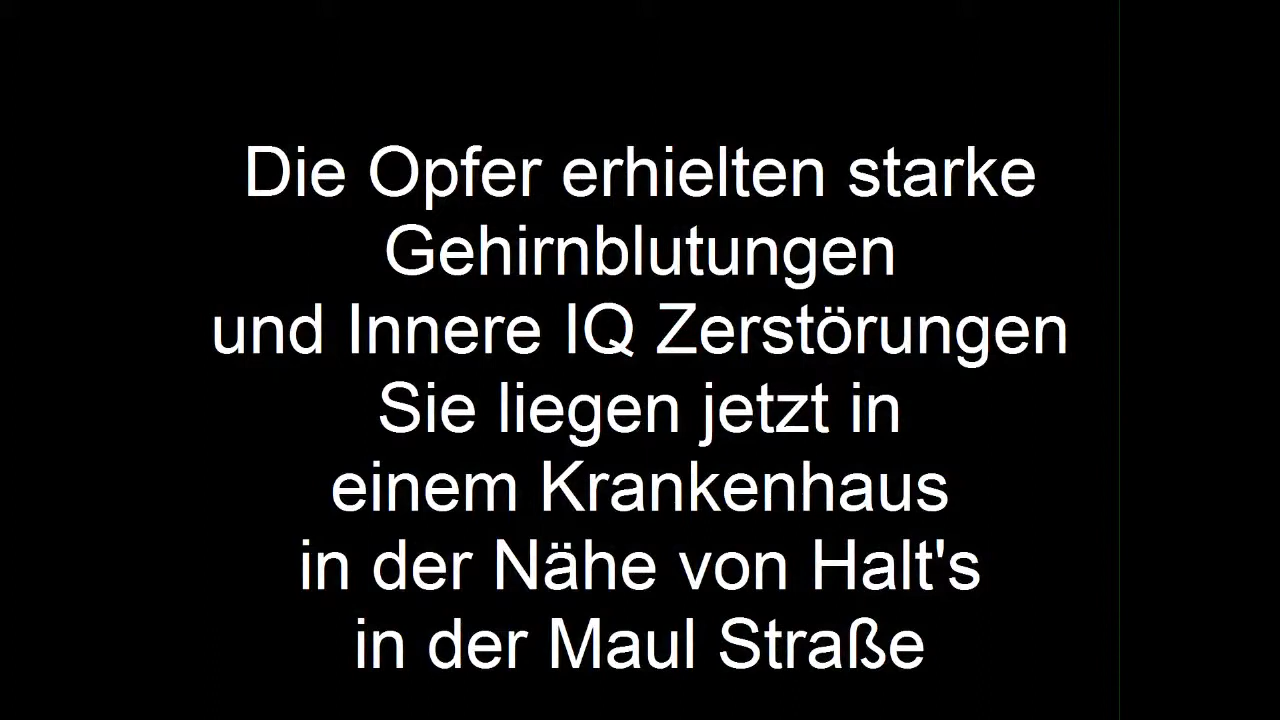 Die Opfer erhielten starke
Gehirnblutungen
und Innere IQ Zerstörungen
Sie liegen jetzt in
einem Krankenhaus
in der Nähe von Halt's
in der Maul Straße